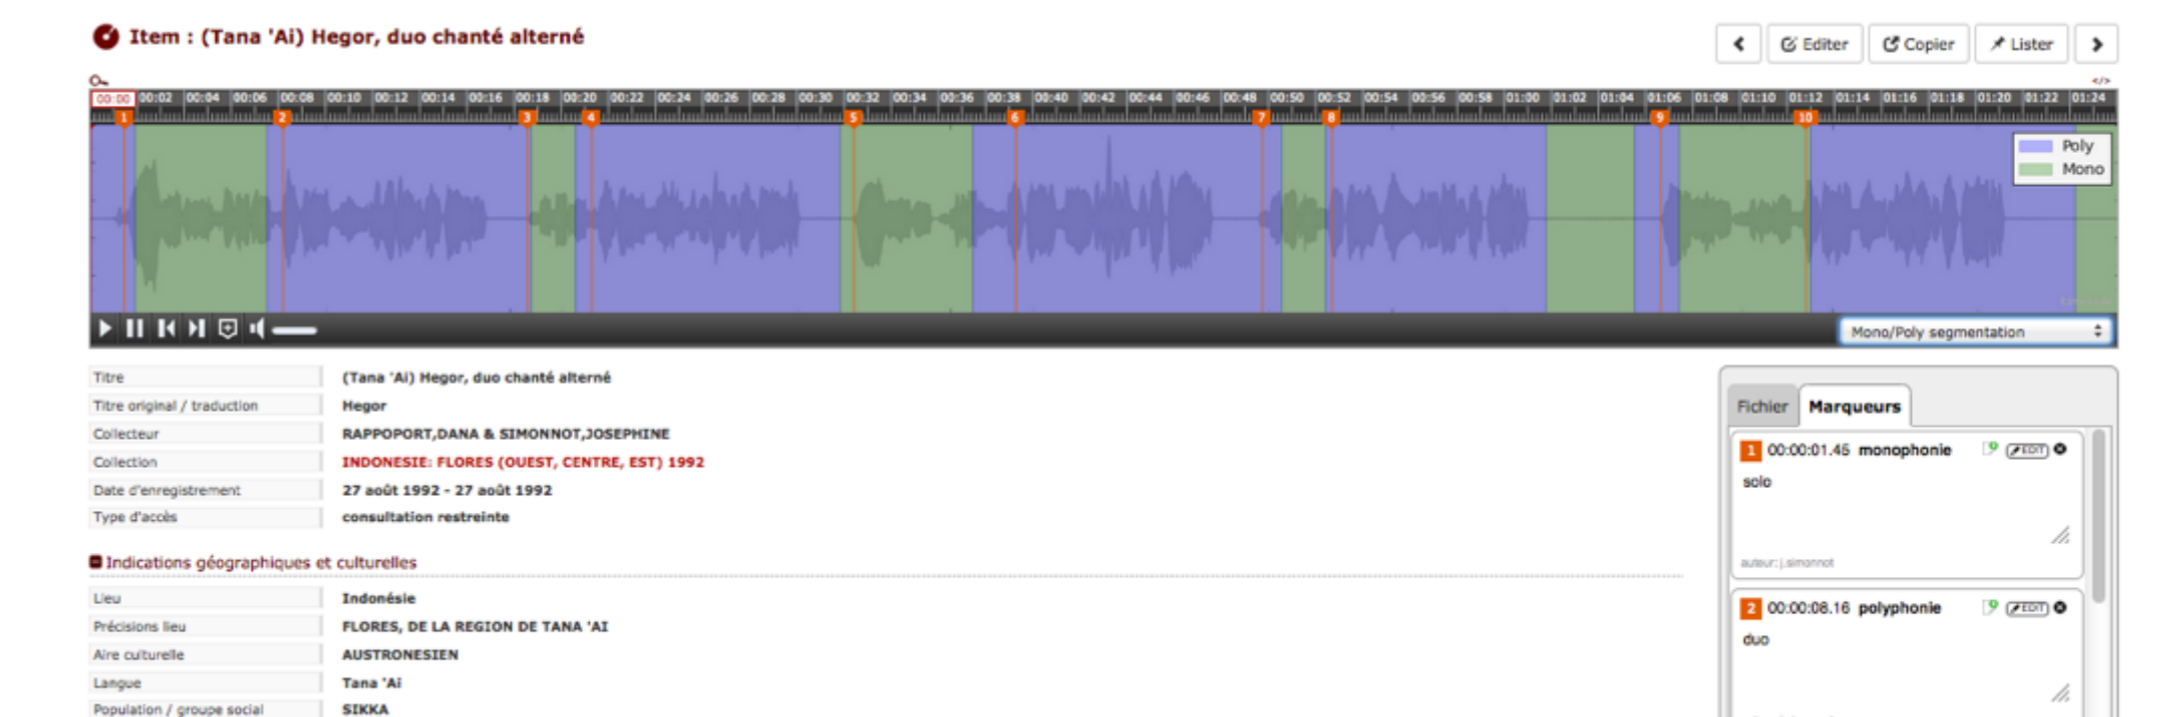 Item : (Tana 'Ai) Hegor, duo chanté alterné
Editer Copier Lister
00:00 00:02 00:04 00:06 00:08 00:10 00:12 00:14 00:16 00:18 00:20 00:22 00:24 00:26 00:28 00:30 00:32 00:34 00:36 00:38 00:40 00:42 00:44 00:46 00:48 00:50 00:52 00:54 00:56 00:58 01:00 01:02 01:04 01:06 01:08 01:10 01:12 01:14 01:16 01:18 01:20 01:22 01:24
1 2 3 4 5 6 7 8 9 10
Poly
Mono
Mono/Poly segmentation
Titre (Tana 'Ai) Hegor, duo chanté alterné
Titre original / traduction Hegor
Collecteur RAPPOPORT,DANA & SIMONNOT,JOSEPHINE
Collection INDONESIE: FLORES (OUEST, CENTRE, EST) 1992
Date d'enregistrement 27 août 1992 - 27 août 1992
Type d'accès consultation restreinte
Indications géographiques et culturelles
Lieu Indonésie
Précisions lieu FLORES, DE LA REGION DE TANA 'AI
Aire culturelle AUSTRONESIEN
Langue Tana 'Ai
Population / groupe social SIKKA
Fichier Marqueurs
1 00:00:01.45 monophonie EDIT
solo
auteur: j.simonnot
2 00:00:08.16 polyphonie EDIT
duo